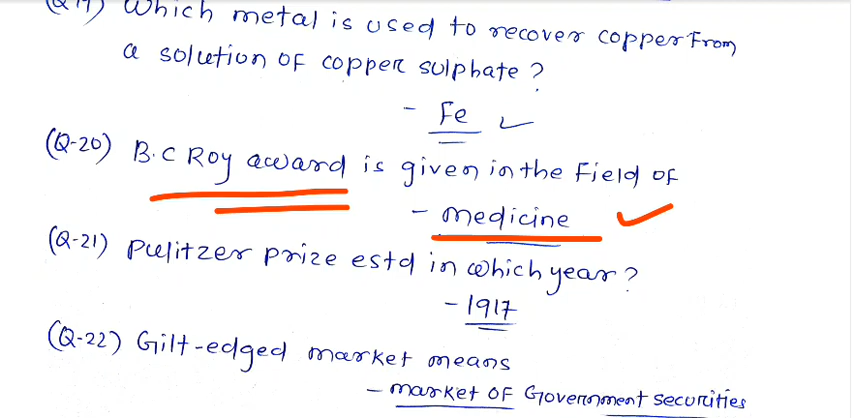 (Q-19) Which metal is used to recover copper from
a solution of copper sulphate ?
- Fe
(Q-20) B.C Roy award is given in the Field of
- medicine
(Q-21) Pulitzer prize estd in which year ?
- 1917
(Q-22) Gilt-edged market means
- market of Government securities